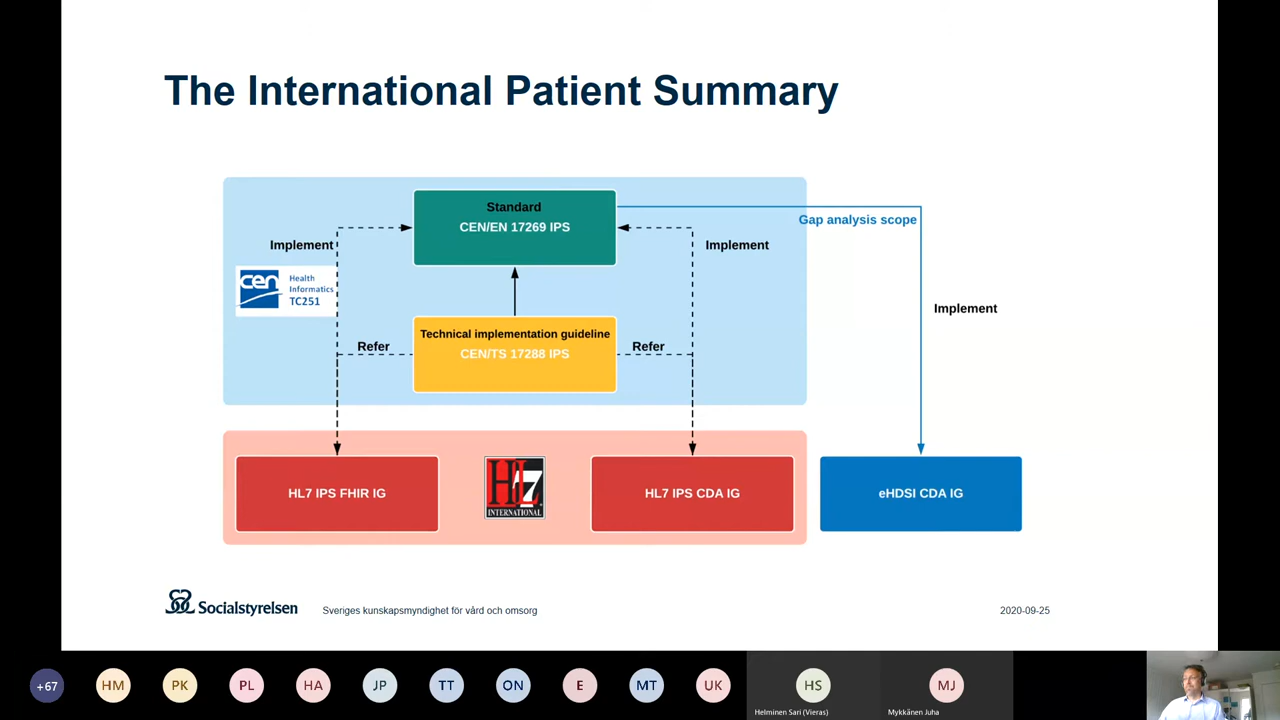 The International Patient Summary
Standard
CEN/EN 17269 IPS
Gap analysis scope
Implement
Implement
cen
Health
Informatics
TC251
Implement
Technical implementation guideline
CEN/TS 17288 IPS
Refer
Refer
HL7 IPS FHIR IG
HL7
INTERNATIONAL
HL7 IPS CDA IG
eHDSI CDA IG
Socialstyrelsen
Sveriges kunskapsmyndighet för vård och omsorg
2020-09-25
+67
HM
PK
PL
HA
JP
TT
ON
E
MT
UK
HS
MJ
Helminen Sari (Vieras)
Mykkänen Juha